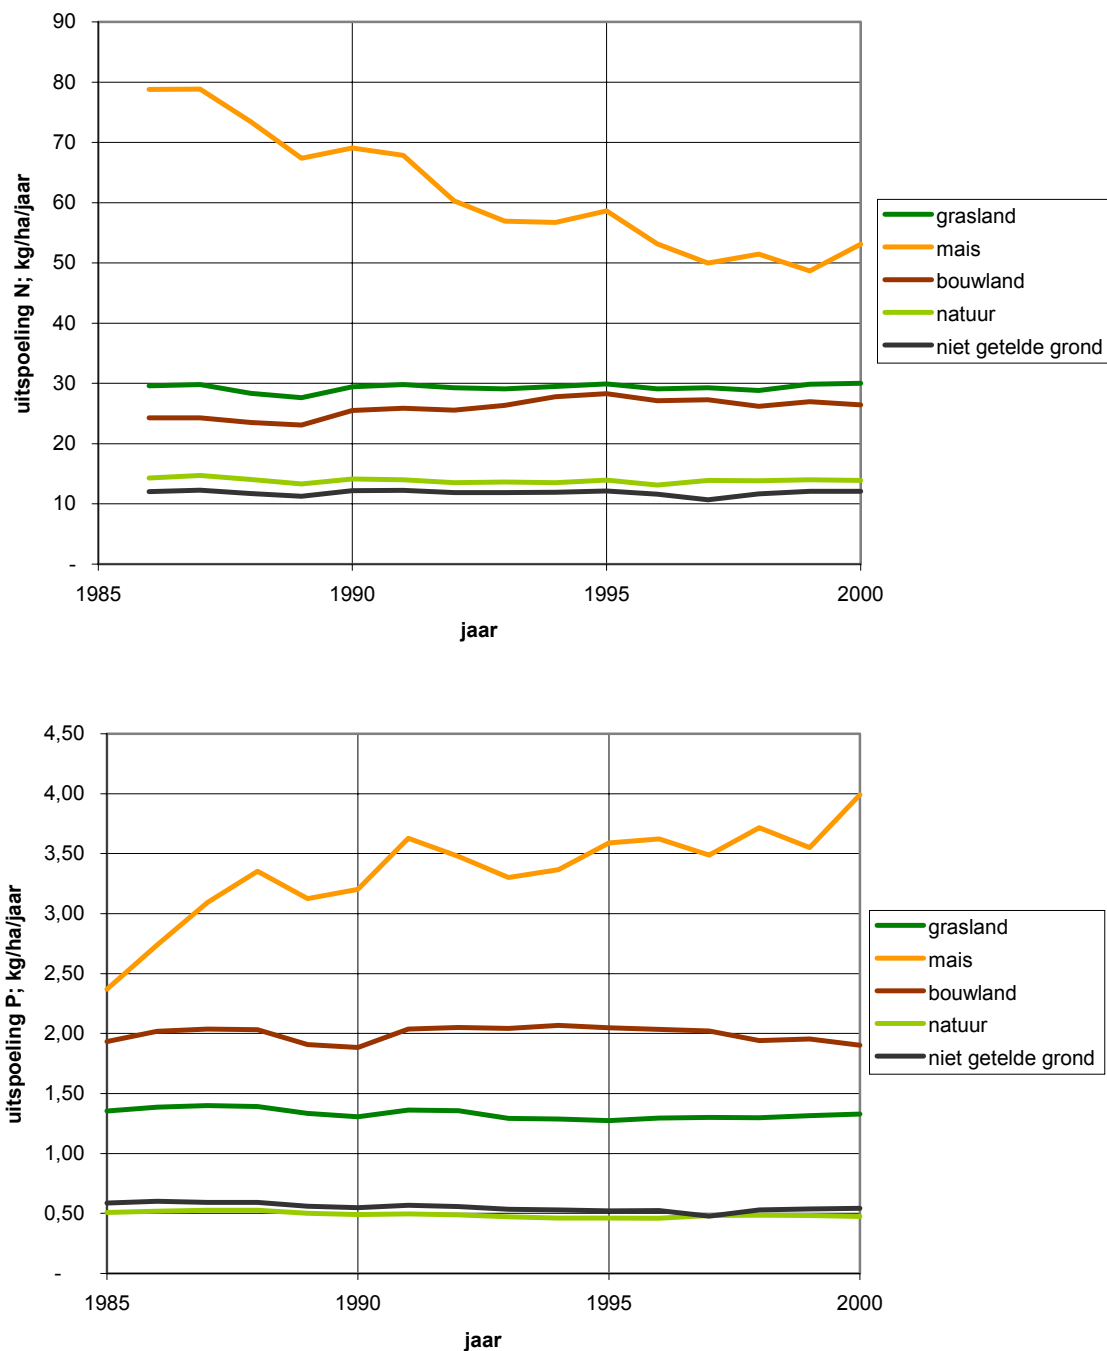 90
80
70
60
50
40
30
20
10
-
uitspoeling N; kg/ha/jaar
1985 1990 1995 2000
jaar
grasland
mais
bouwland
natuur
niet getelde grond
4,50
4,00
3,50
3,00
2,50
2,00
1,50
1,00
0,50
-
uitspoeling P; kg/ha/jaar
1985 1990 1995 2000
jaar
grasland
mais
bouwland
natuur
niet getelde grond